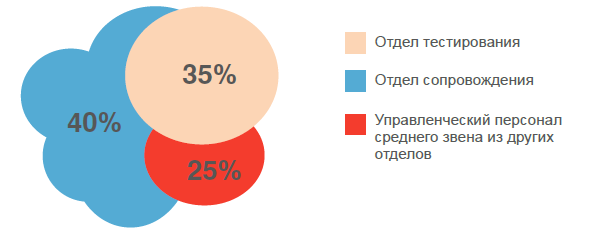 35%
40%
25%
Отдел тестирования
Отдел сопровождения
Управленческий персонал
среднего звена из других
отделов